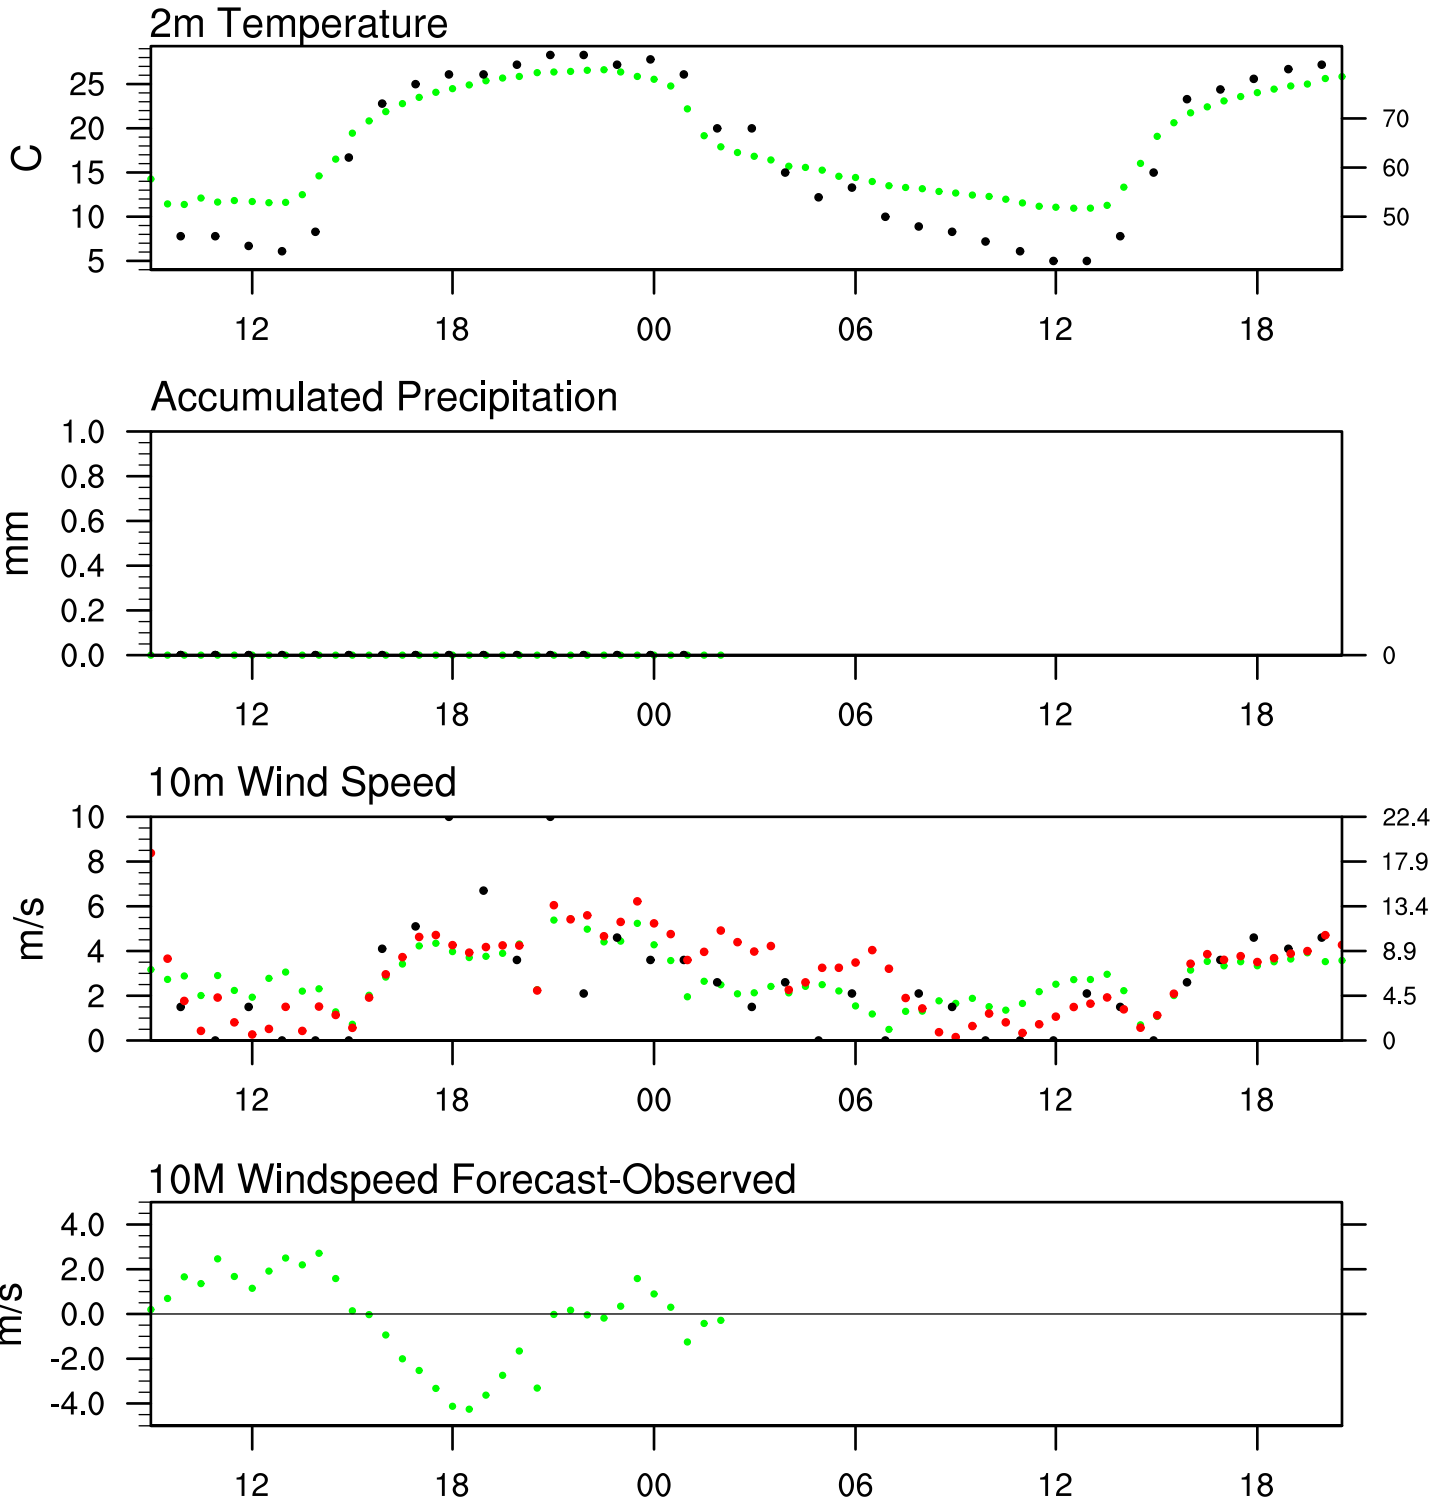 2m Temperature
C
25
20
15
10
5
70
60
50
12 18 00 06 12 18
Accumulated Precipitation
mm
1.0
0.8
0.6
0.4
0.2
0.0
0
12 18 00 06 12 18
10m Wind Speed
m/s
10
8
6
4
2
0
22.4
17.9
13.4
8.9
4.5
0
12 18 00 06 12 18
10M Windspeed Forecast-Observed
m/s
4.0
2.0
0.0
-2.0
-4.0
12 18 00 06 12 18